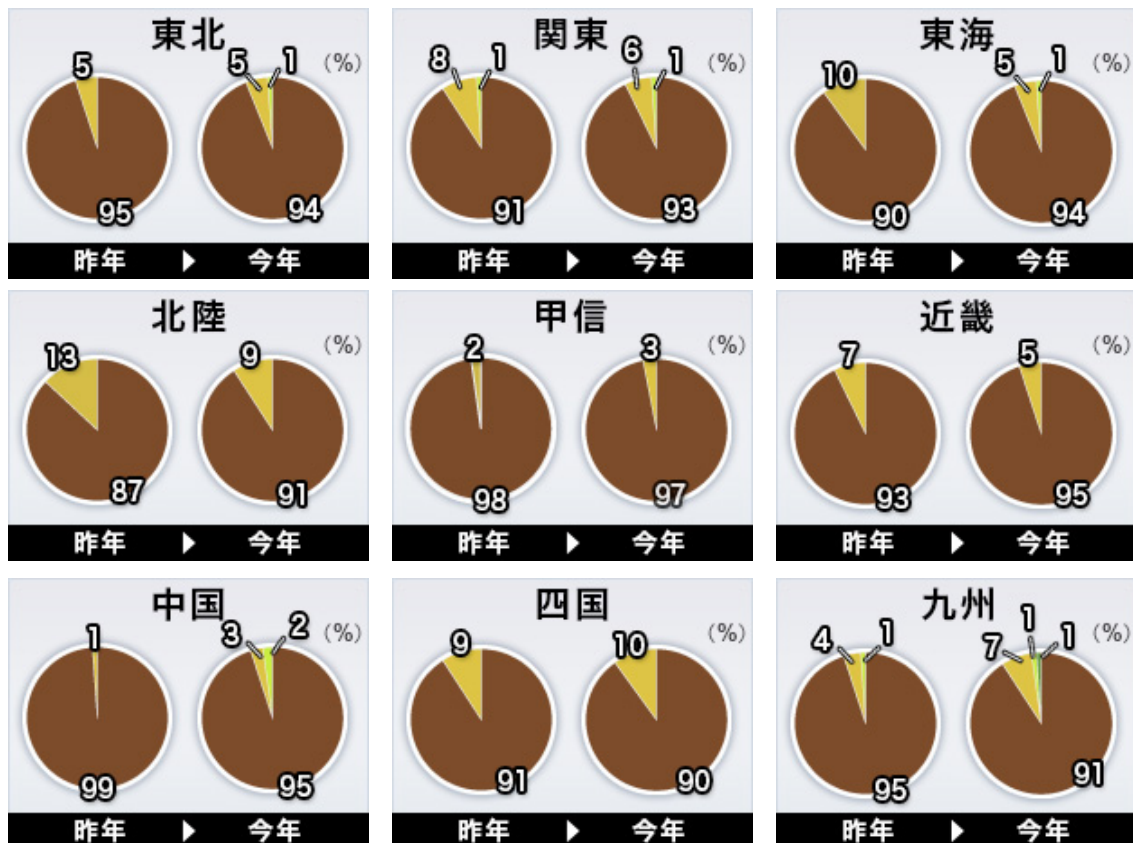 東北
5
5
1
(%)
95
94
昨年 ▶ 今年
関東
8
1
6
1
(%)
91
93
昨年 ▶ 今年
東海
10
5
1
(%)
90
94
昨年 ▶ 今年
北陸
13
9
(%)
87
91
昨年 ▶ 今年
甲信
2
3
(%)
98
97
昨年 ▶ 今年
近畿
7
5
(%)
93
95
昨年 ▶ 今年
中国
1
3
2
(%)
99
95
昨年 ▶ 今年
四国
9
10
(%)
91
90
昨年 ▶ 今年
九州
4
1
7
1
1
(%)
95
91
昨年 ▶ 今年